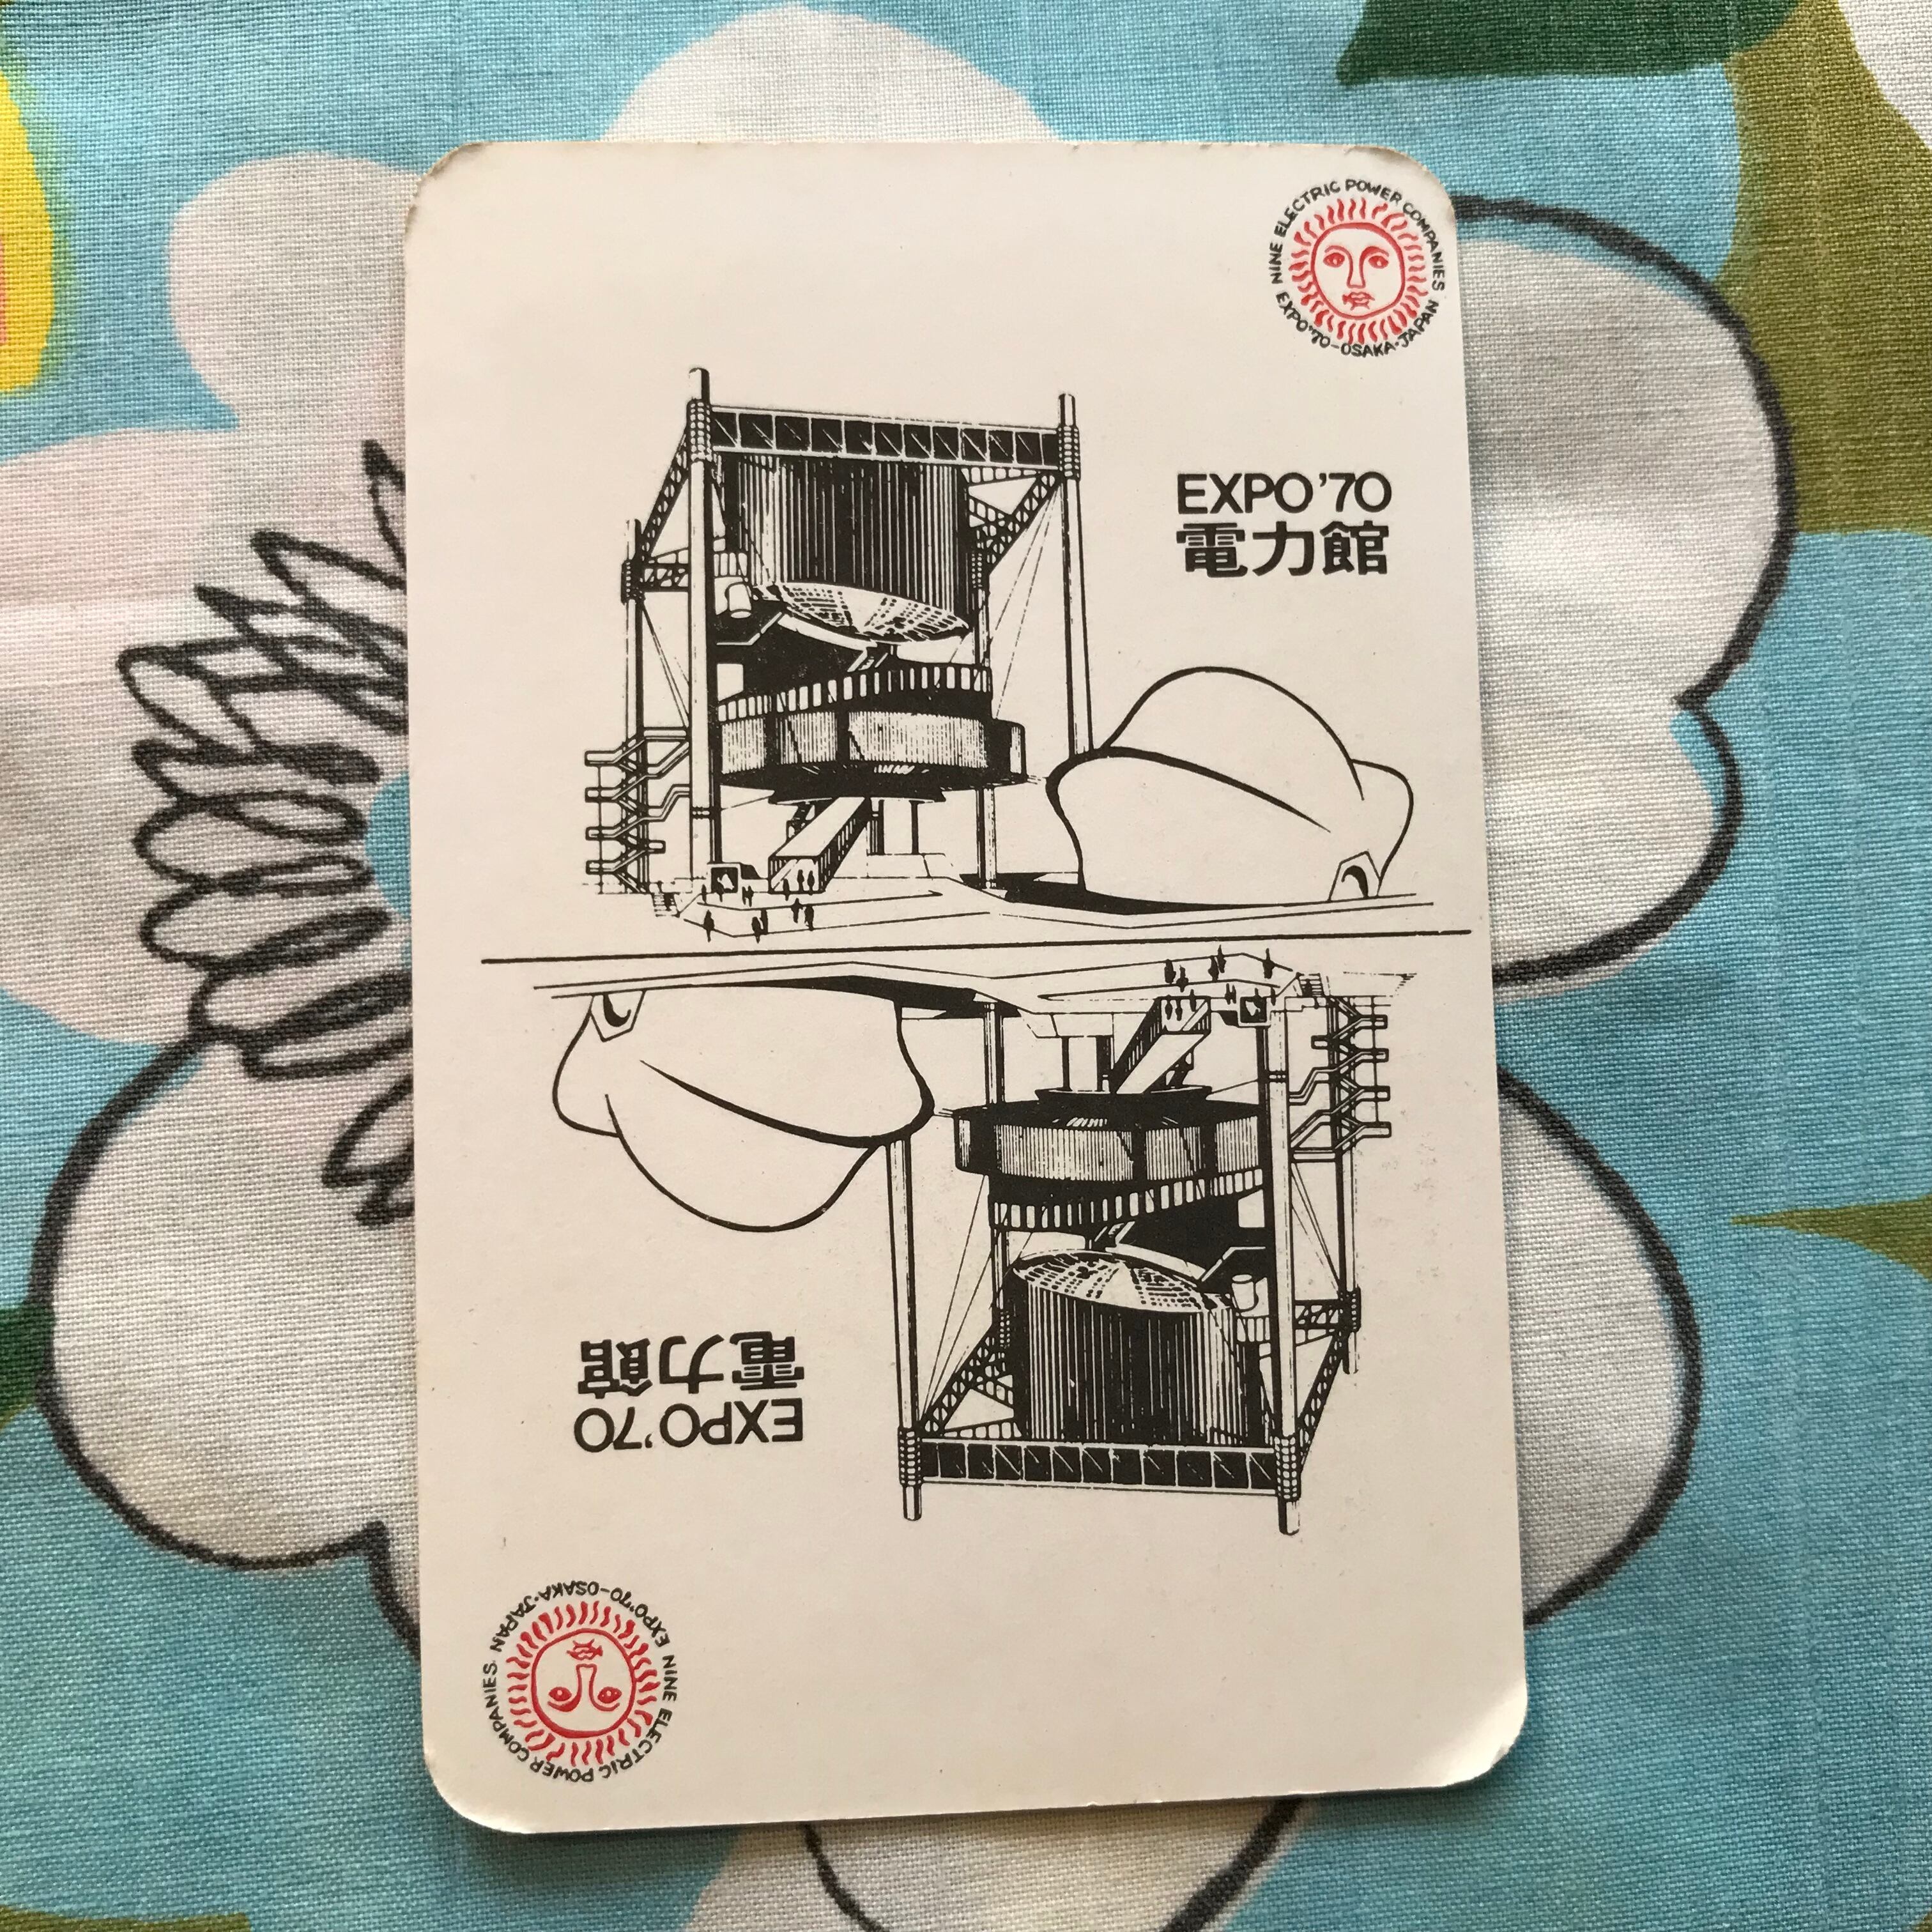 NINE ELECTRIC POWER COMPANIES
EXPO'70-OSAKA·JAPAN
EXPO'70
電力館
EXPO'70
電力館
NINE ELECTRIC POWER COMPANIES
EXPO'70-OSAKA·JAPAN